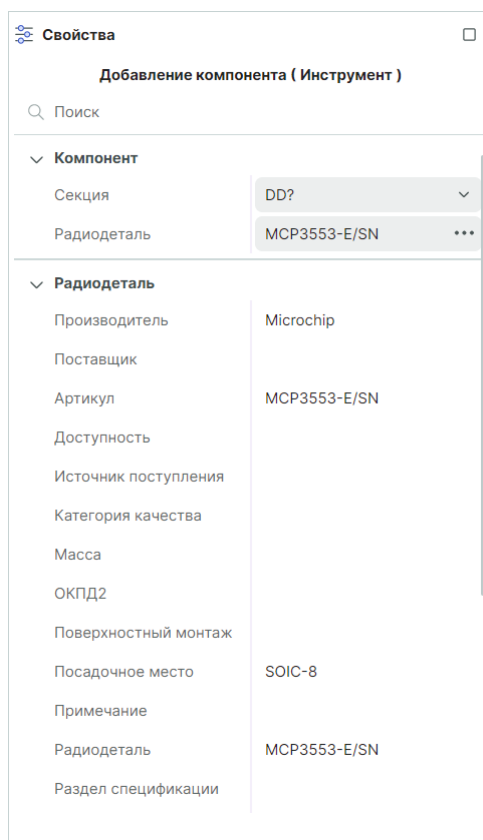 Свойства
Добавление компонента ( Инструмент )
Поиск
Компонент
Секция DD?
Радиодеталь MCP3553-E/SN
Радиодеталь
Производитель Microchip
Поставщик
Артикул MCP3553-E/SN
Доступность
Источник поступления
Категория качества
Масса
ОКПД2
Поверхностный монтаж
Посадочное место SOIC-8
Примечание
Радиодеталь MCP3553-E/SN
Раздел спецификации